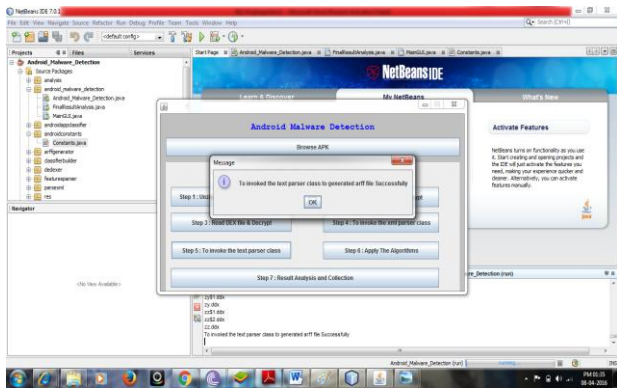 NetBeans IDE 7.0.1
File Edit View Navigate Source Refactor Run Debug Profile Team Tools Window Help
Search (Ctrl+I)
<default config>
Projects Files Services
Start Page Android_Malware_Detection.java FinalResultAnalysis.java MainGUI.java Constants.java
Android_Malware_Detection
Source Packages
analysis
android_malware_detection
Android_Malware_Detection.java
FinalResultAnalysis.java
MainGUI.java
androidappclassifier
androidconstants
Constants.java
arffgenerator
classifierbuilder
dedexer
parsexml
res
Navigator
<No View Available>
NetBeans IDE
Learn & Discover My NetBeans What's New
Activate Features
NetBeans turns on functionality as you use
it. Start creating and opening projects and
the IDE will just activate the features you
need, making your experience quicker and
cleaner. Alternatively, you can activate
features manually.
Java
Android Malware Detection
Browse APK
Message
To invoked the text parser class to generated arff file Successfully
OK
Step 3 : Read DEX file & Decrypt
Step 4 : To invoke the xml parser class
Step 5 : To invoke the text parser class
Step 6 : Apply The Algorithms
Step 7 : Result Analysis and Collection
zy$1.ddx
zy.ddx
zz$1.ddx
zz$2.ddx
zz.ddx
To invoked the text parser class to generated arff file Successfully
Android_Malware_Detection (run)
running...
INS
PM 01:35
08-04-2016